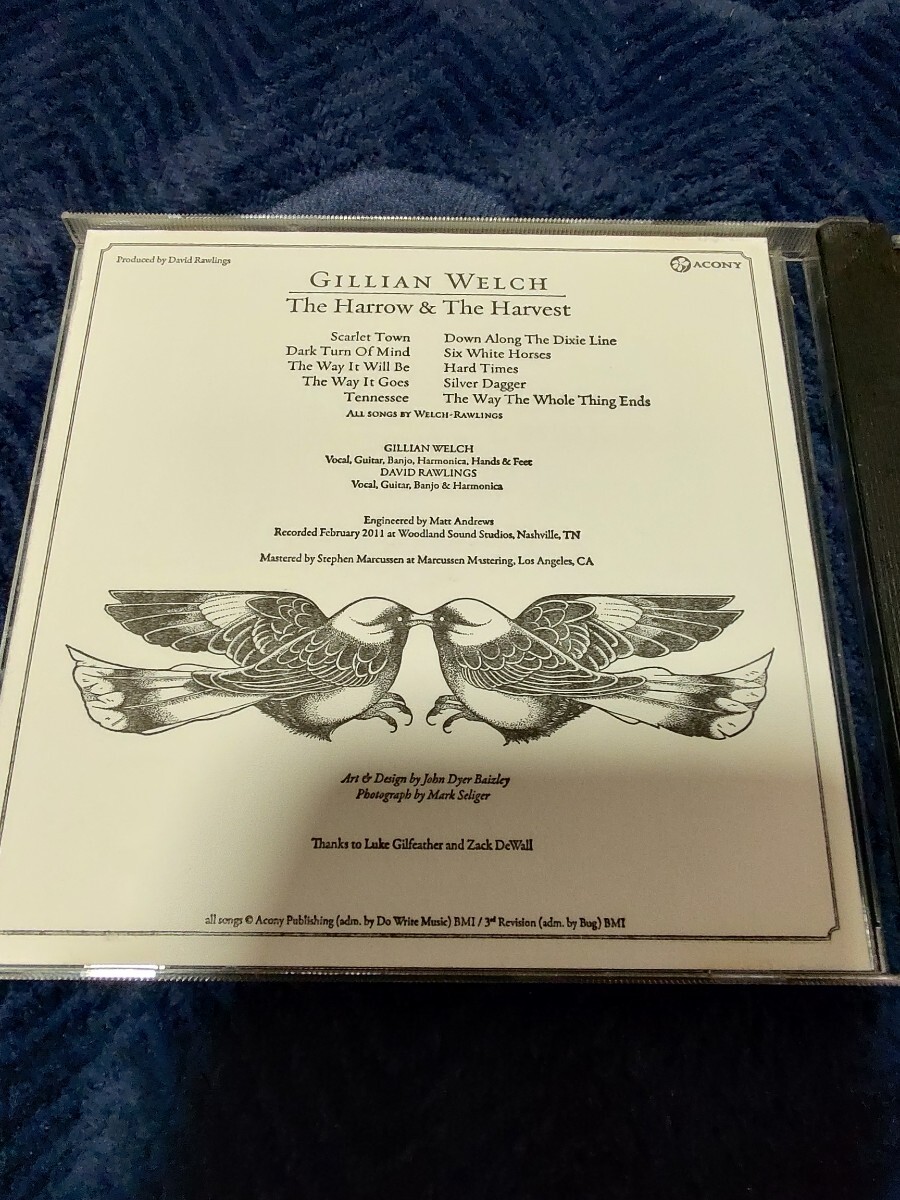 Produced by David Rawlings
ACONY
GILLIAN WELCH
The Harrow & The Harvest
Scarlet Town
Dark Turn Of Mind
The Way It Will Be
The Way It Goes
Tennessee
Down Along The Dixie Line
Six White Horses
Hard Times
Silver Dagger
The Way The Whole Thing Ends
ALL SONGS BY WELCH-RAWLINGS
GILLIAN WELCH
Vocal, Guitar, Banjo, Harmonica, Hands & Feet
DAVID RAWLINGS
Vocal, Guitar, Banjo & Harmonica
Engineered by Matt Andrews
Recorded February 2011 at Woodland Sound Studios, Nashville, TN
Mastered by Stephen Marcussen at Marcussen Mastering, Los Angeles, CA
Art & Design by John Dyer Baizley
Photograph by Mark Seliger
Thanks to Luke Gilfeather and Zack DeWall
all songs © Acony Publishing (adm. by Do Write Music) BMI / 3rd Revision (adm. by Bug) BMI